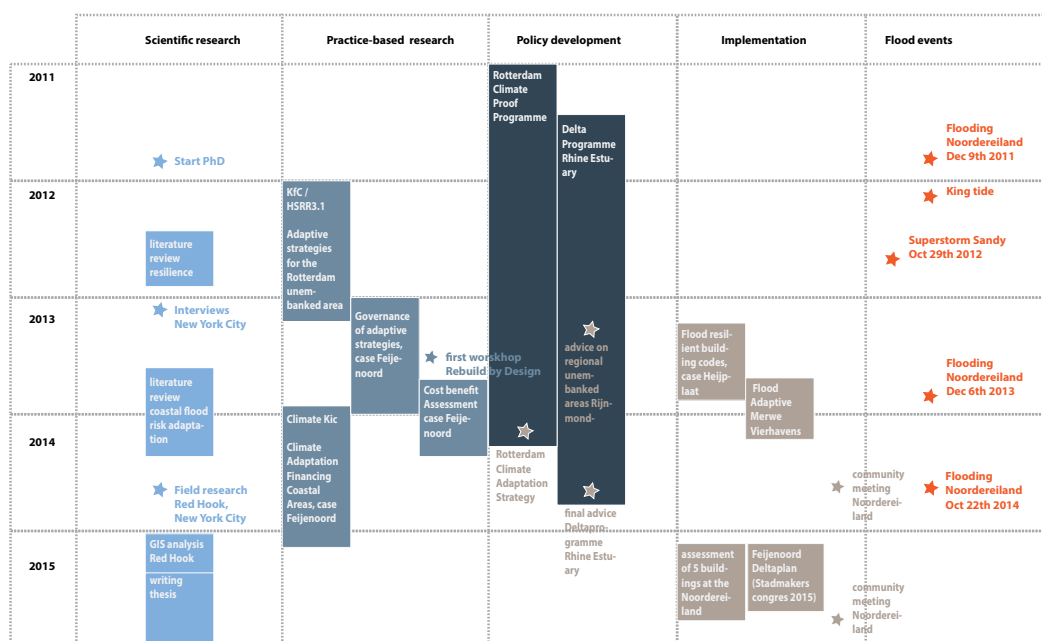 Scientific research
Practice-based research
Policy development
Implementation
Flood events
2011
Rotterdam
Climate
Proof
Programme
Delta
Programme
Rhine Estu-
ary
Start PhD
Flooding
Noordereiland
Dec 9th 2011
2012
KfC /
HSRR3.1
Adaptive
strategies
for the
Rotterdam
unem-
banked area
King tide
literature
review
resilience
Superstorm Sandy
Oct 29th 2012
2013
Interviews
New York City
Governance
of adaptive
strategies,
case Feije-
noord
first worskhop
Rebuild by Design
advice on
regional
unem-
banked
areas Rijn-
mond-
Flood resil-
ient build-
ing codes,
case Heijp-
laat
literature
review
coastal flood
risk adapta-
tion
Cost benefit
Assessment
case Feije-
noord
Flood
Adaptive
Merwe
Vierhavens
Flooding
Noordereiland
Dec 6th 2013
2014
Climate Kic
Climate
Adaptation
Financing
Coastal
Areas, case
Feijenoord
Rotterdam
Climate
Adaptation
Strategy
Field research
Red Hook,
New York City
final advice
Deltapro-
gramme
Rhine Estu-
ary
community
meeting
Noorderei-
land
Flooding
Noordereiland
Oct 22th 2014
2015
GIS analysis
Red Hook
writing
thesis
assessment
of 5 build-
ings at the
Noorderei-
land
Feijenoord
Deltaplan
(Stadmakers
congres 2015)
community
meeting
Noorderei-
land